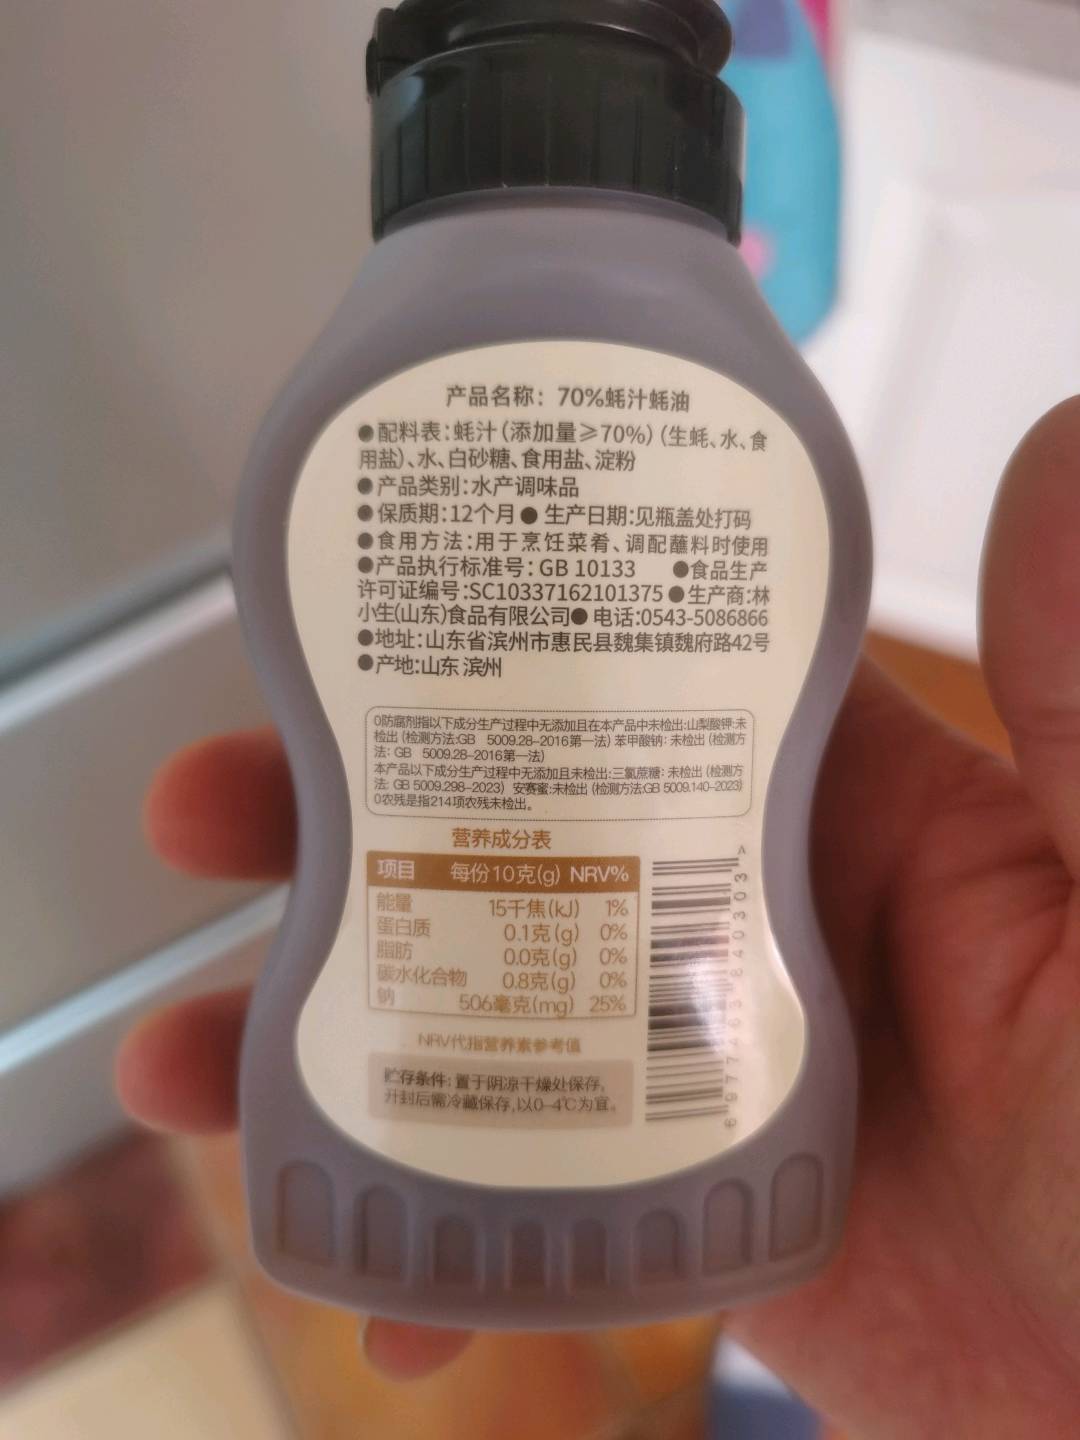 产品名称：70%蚝汁蚝油
●配料表:蚝汁(添加量≥70%)(生蚝、水、食
用盐)、水、白砂糖、食用盐、淀粉
●产品类别:水产调味品
●保质期:12个月●生产日期:见瓶盖处打码
●食用方法:用于烹饪菜肴、调配蘸料时使用
●产品执行标准号:GB 10133 ●食品生产
许可证编号:SC10337162101375●生产商:林
小生(山东)食品有限公司●电话:0543-5086866
●地址:山东省滨州市惠民县魏集镇魏府路42号
●产地:山东 滨州
0防腐剂指以下成分生产过程中无添加且在本产品中未检出:山梨酸钾:未
检出 (检测方法:GB 5009.28-2016第一法) 苯甲酸钠: 未检出 (检测方
法: GB 5009.28-2016第一法)
本产品以下成分生产过程中无添加且未检出:三氯蔗糖: 未检出 (检测方
法: GB 5009.298-2023) 安赛蜜:未检出 (检测方法:GB 5009.140-2023)
0农残是指214项农残未检出。
营养成分表
项目 每份10克(g) NRV%
能量 15千焦(kJ) 1%
蛋白质 0.1克(g) 0%
脂肪 0.0克(g) 0%
碳水化合物 0.8克(g) 0%
钠 506毫克(mg) 25%
NRV代指营养素参考值
贮存条件: 置于阴凉干燥处保存,
开封后需冷藏保存,以0-4℃为宜。